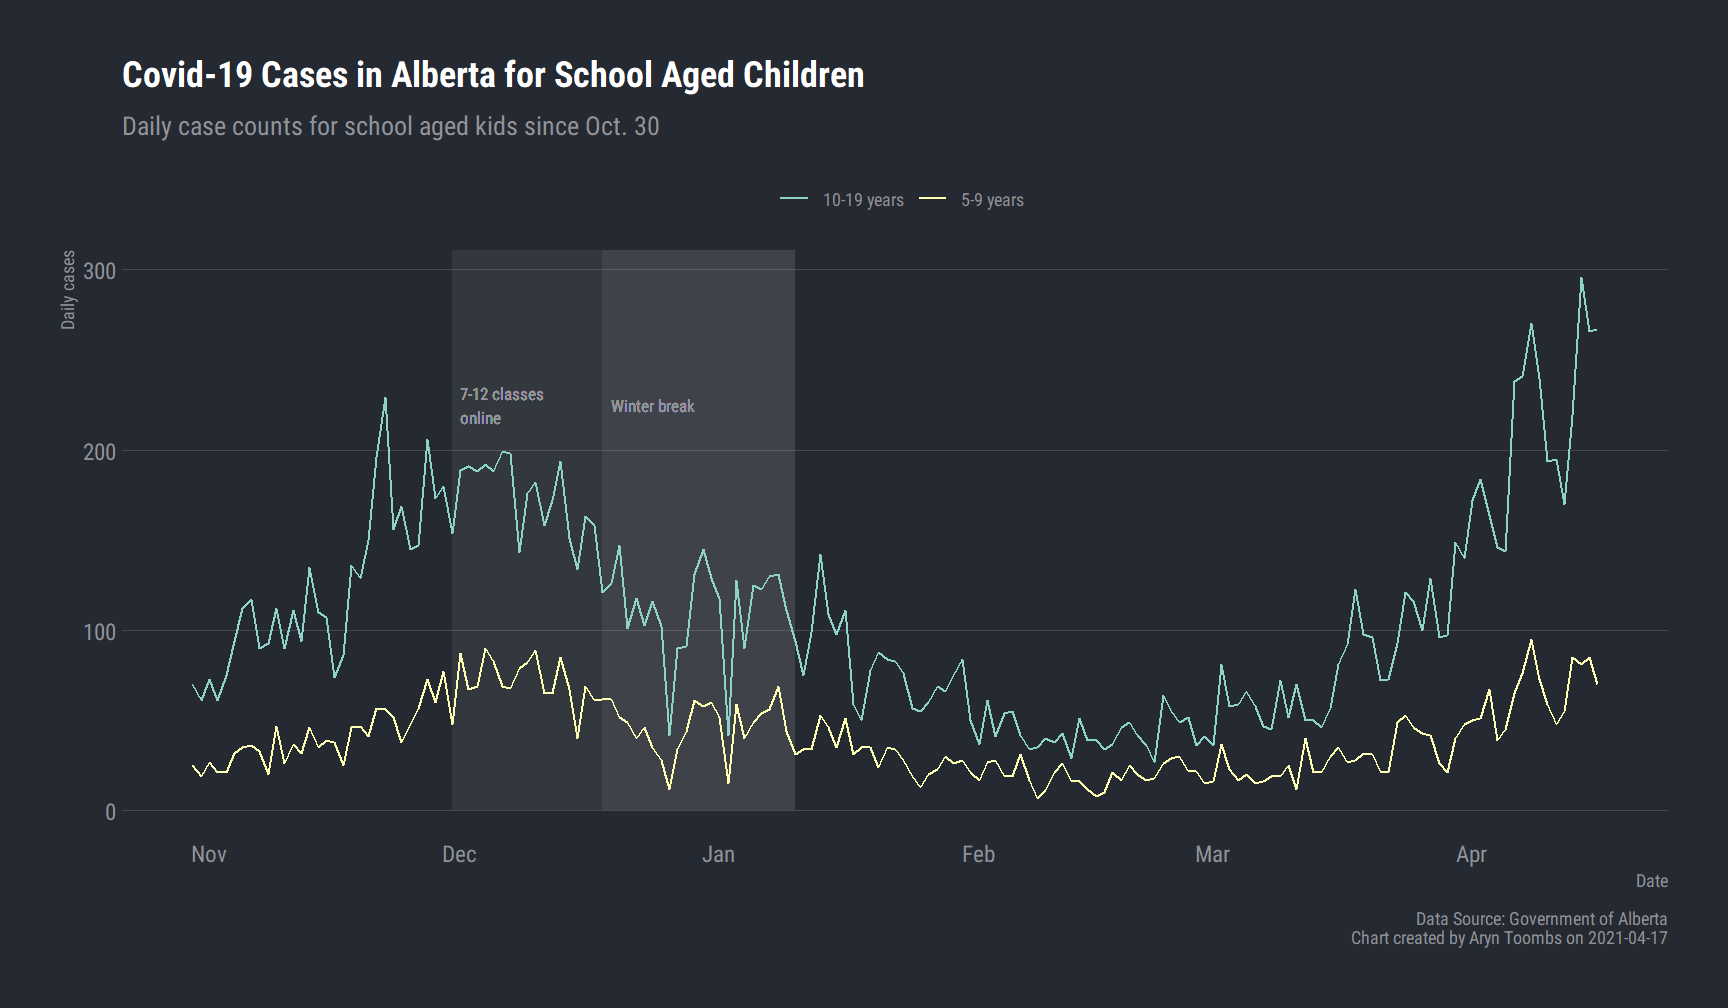 Covid-19 Cases in Alberta for School Aged Children
Daily case counts for school aged kids since Oct. 30
10-19 years
5-9 years
Daily cases
300
200
100
0
7-12 classes
online
Winter break
Nov
Dec
Jan
Feb
Mar
Apr
Date
Data Source: Government of Alberta
Chart created by Aryn Toombs on 2021-04-17